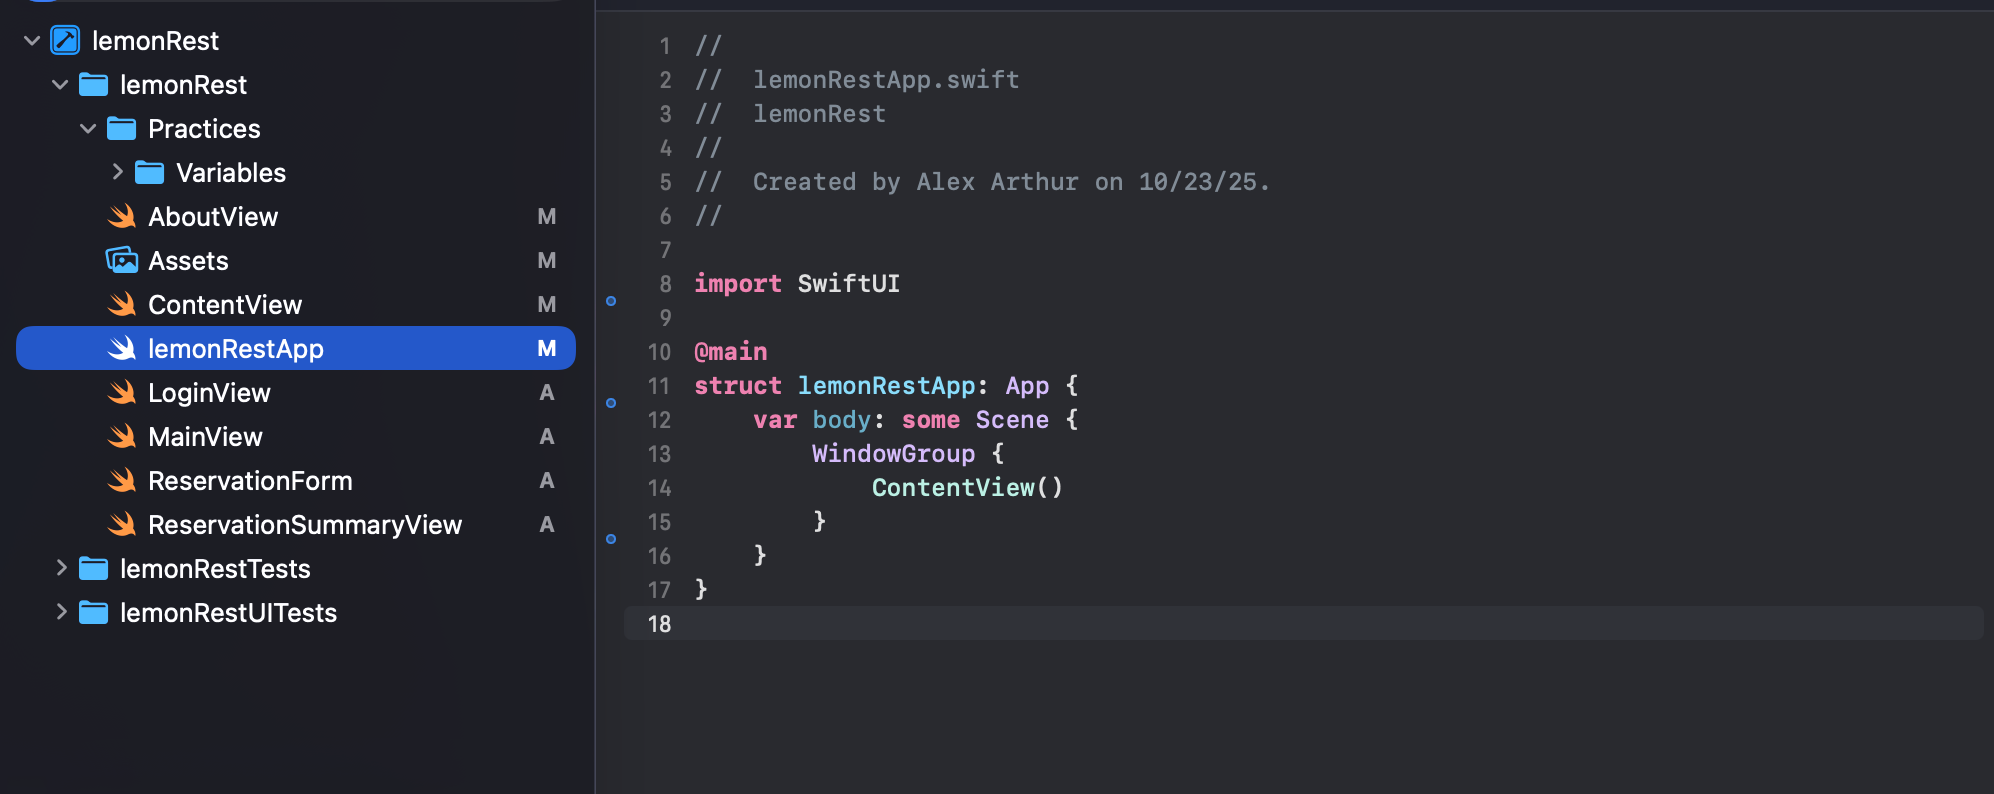 lemonRest
lemonRest
Practices
Variables
AboutView M
Assets M
ContentView M
lemonRestApp M
LoginView A
MainView A
ReservationForm A
ReservationSummaryView A
lemonRestTests
lemonRestUITests
1 //
2 //  lemonRestApp.swift
3 //  lemonRest
4 //
5 //  Created by Alex Arthur on 10/23/25.
6 //
7
8 import SwiftUI
9
10 @main
11 struct lemonRestApp: App {
12     var body: some Scene {
13         WindowGroup {
14             ContentView()
15         }
16     }
17 }
18